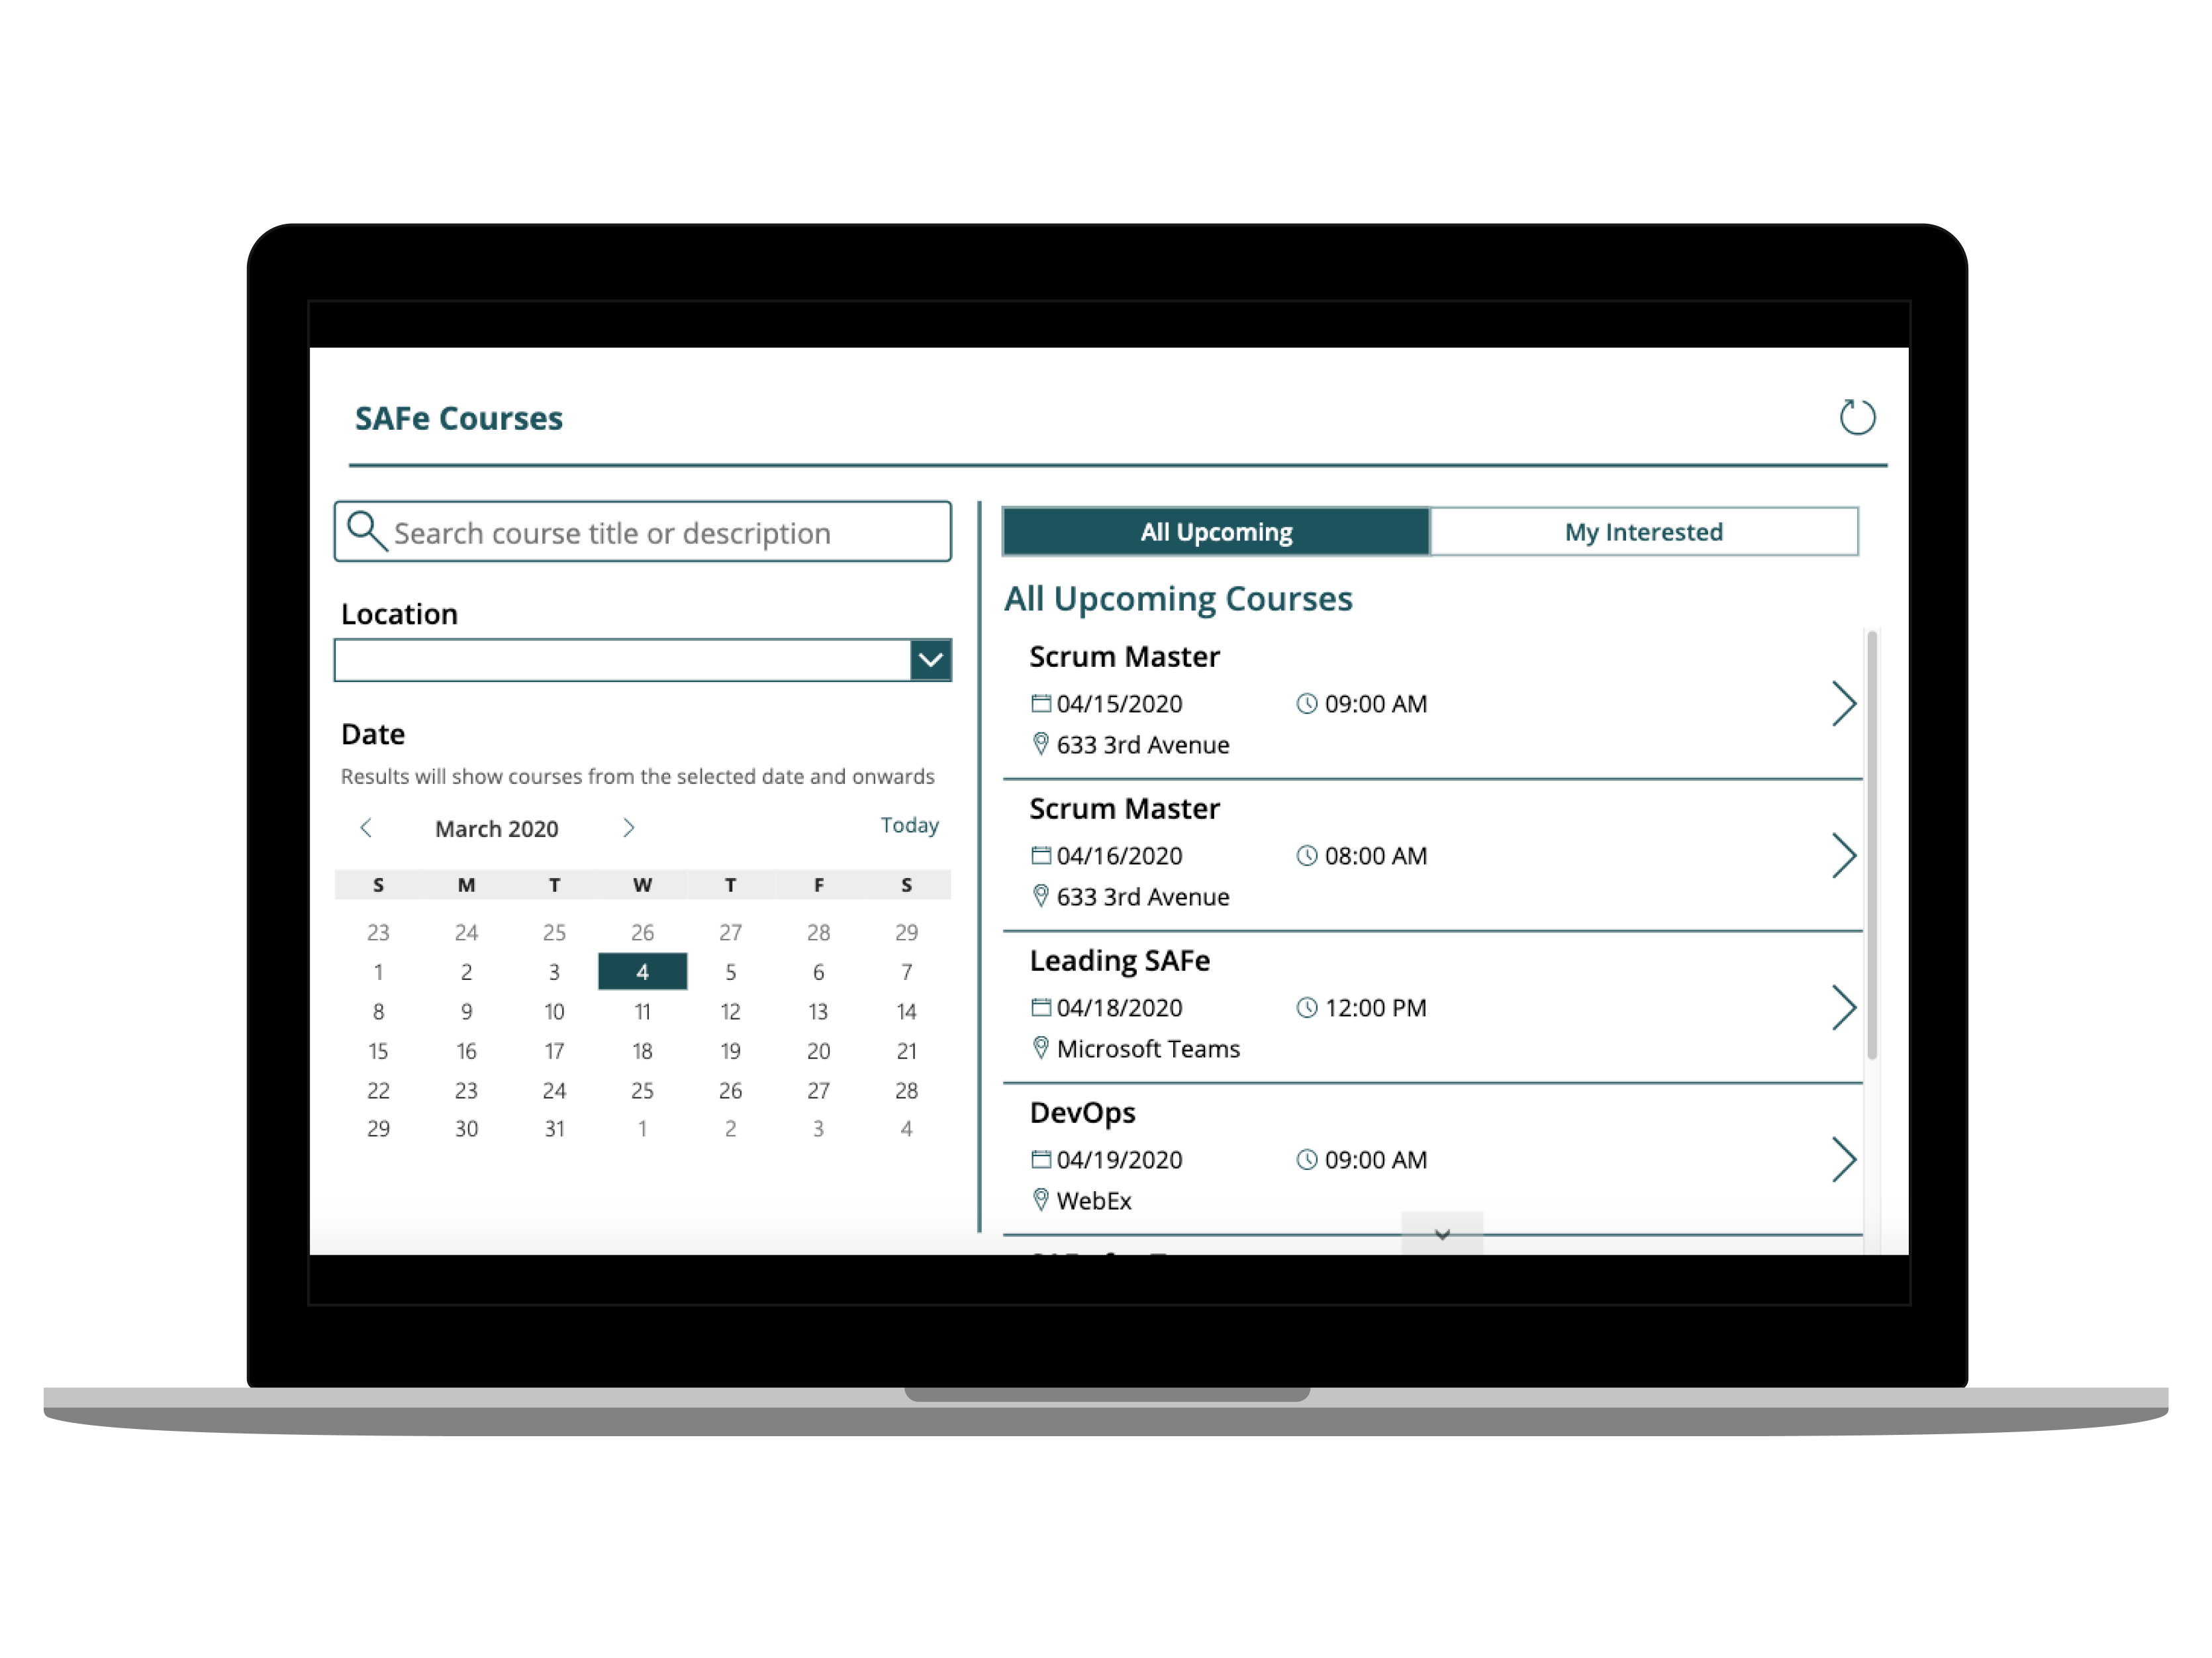 SAFe Courses
Search course title or description
Location
Date
Results will show courses from the selected date and onwards
March 2020 Today
S M T W T F S
23 24 25 26 27 28 29
1 2 3 4 5 6 7
8 9 10 11 12 13 14
15 16 17 18 19 20 21
22 23 24 25 26 27 28
29 30 31 1 2 3 4
All Upcoming My Interested
All Upcoming Courses
Scrum Master
04/15/2020 09:00 AM
633 3rd Avenue
Scrum Master
04/16/2020 08:00 AM
633 3rd Avenue
Leading SAFe
04/18/2020 12:00 PM
Microsoft Teams
DevOps
04/19/2020 09:00 AM
WebEx